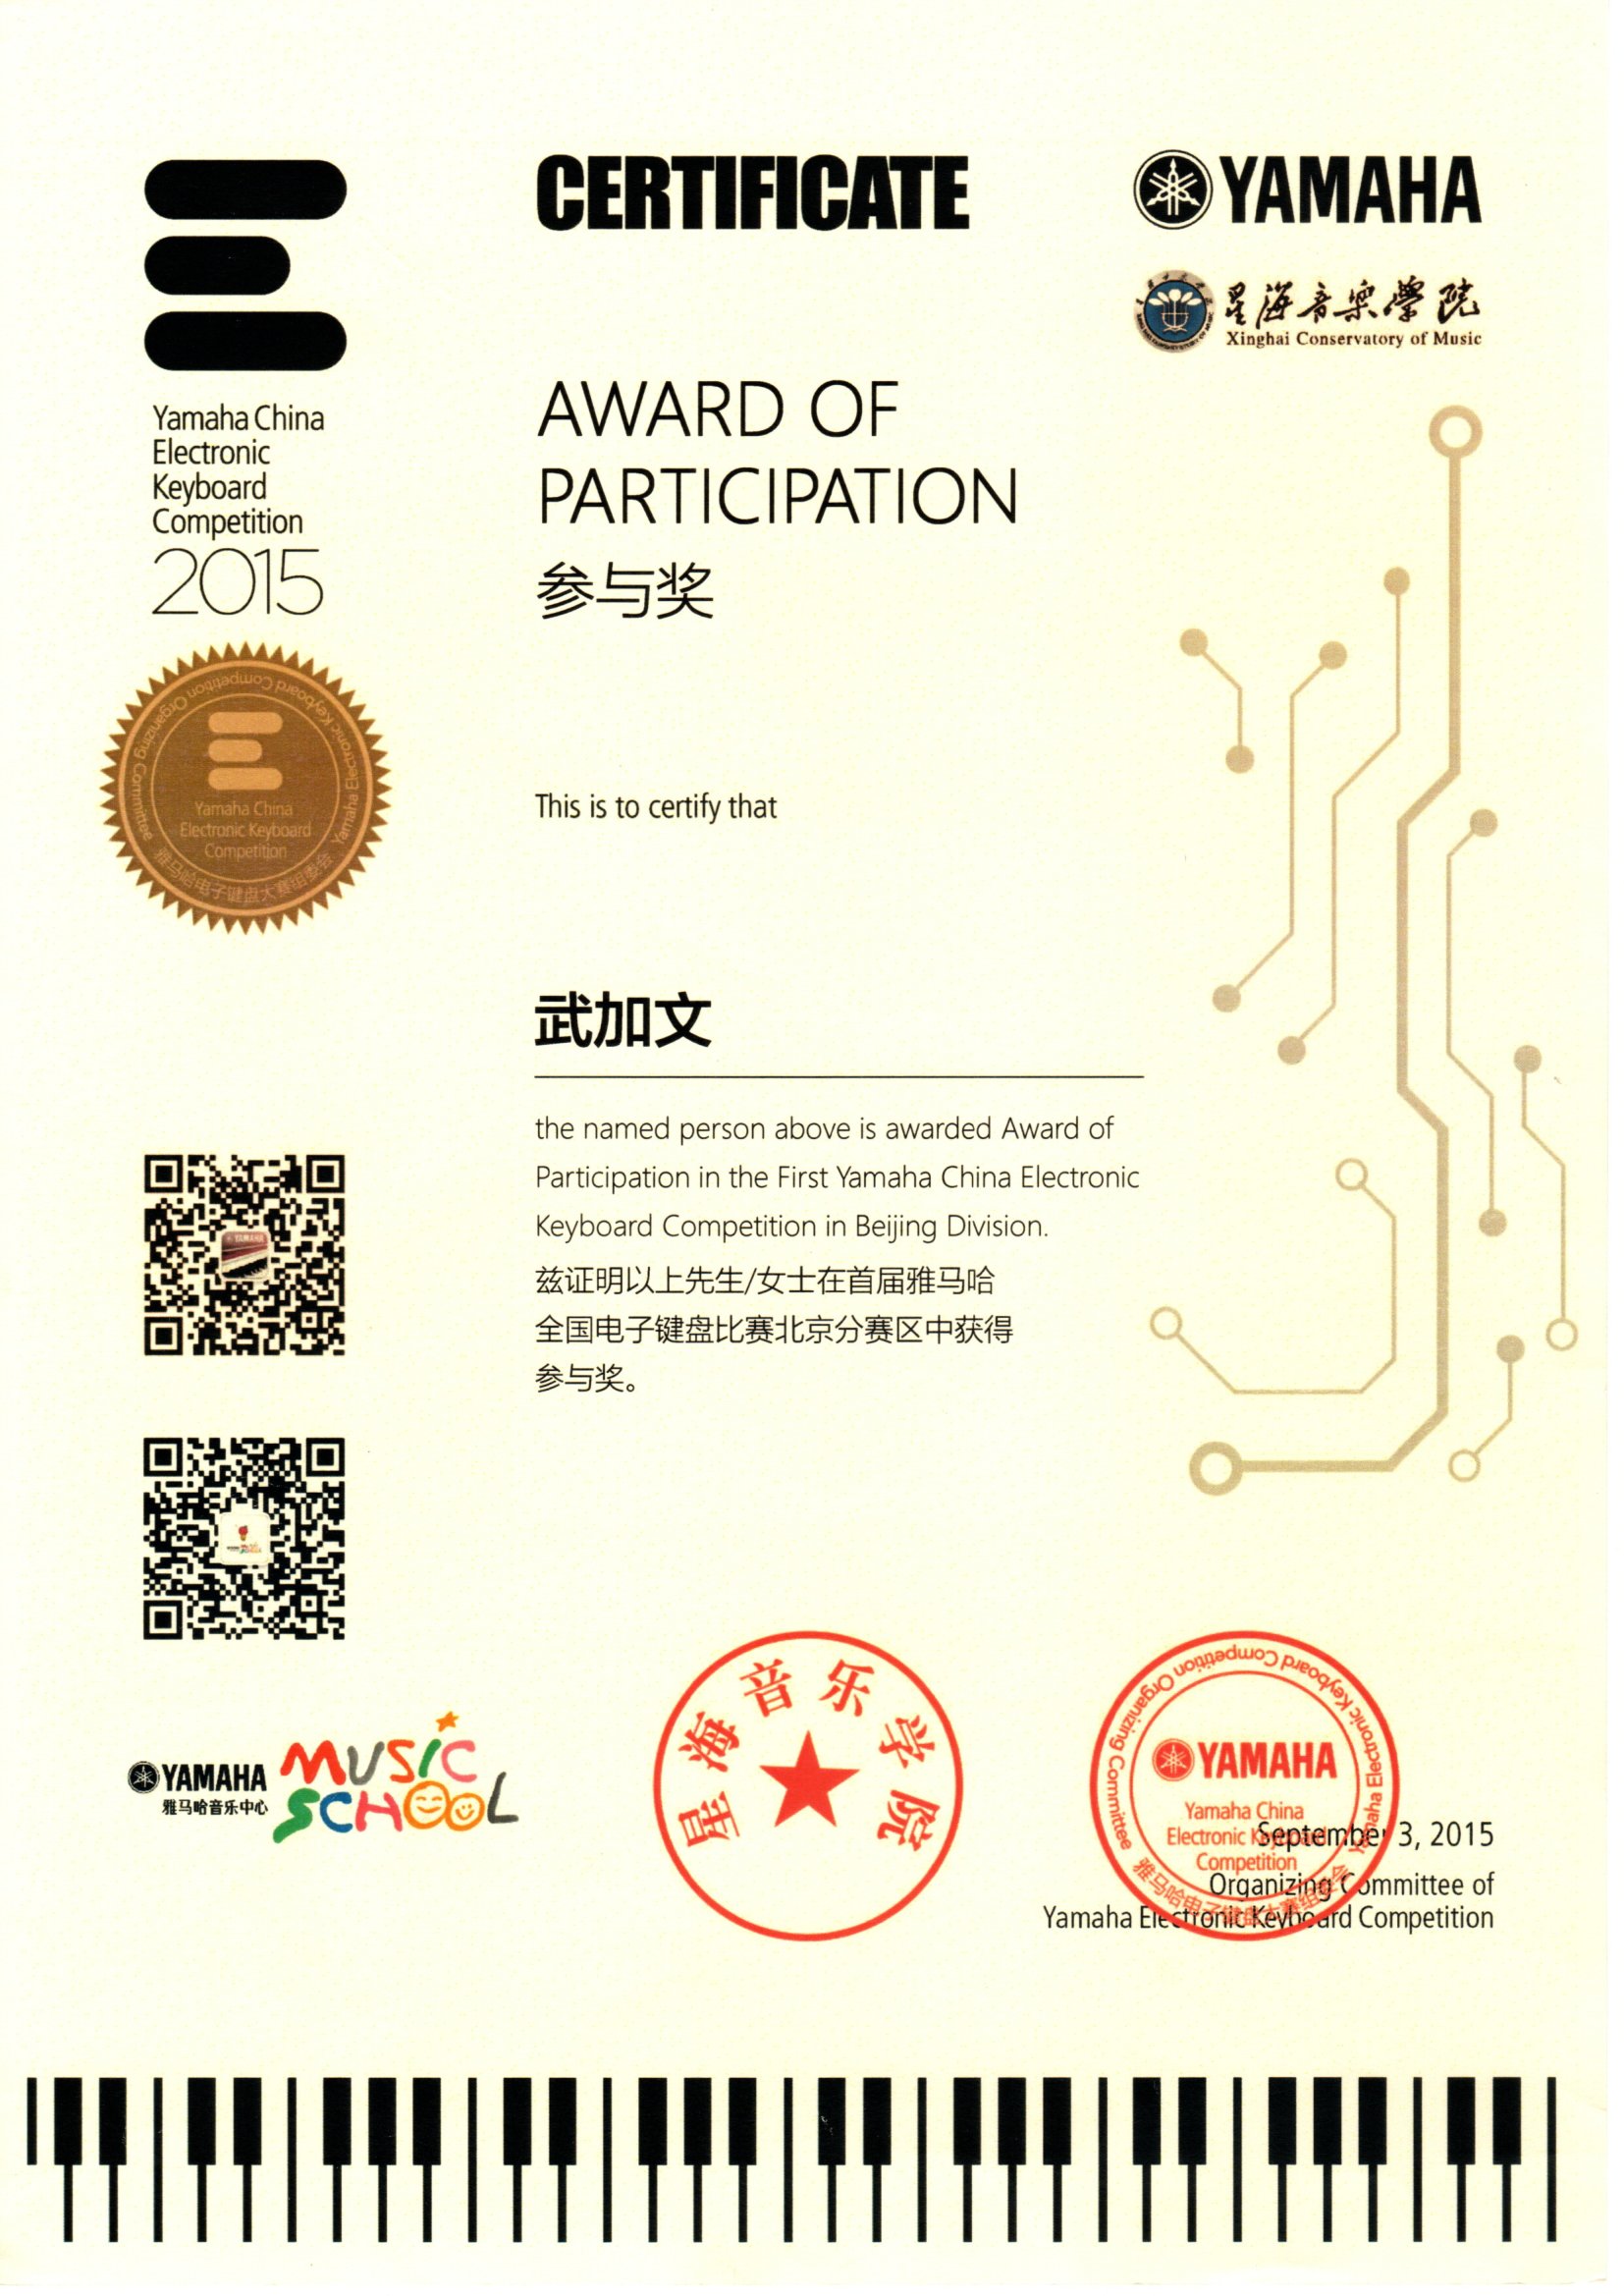 CERTIFICATE
YAMAHA
星海音樂學院
Xinghai Conservatory of Music
Yamaha China
Electronic
Keyboard
Competition
2015
AWARD OF
PARTICIPATION
参与奖
Yamaha Electronic Keyboard Competition Organizing Committee
Yamaha China
Electronic Keyboard
Competition
雅马哈电子键盘大赛组委会
This is to certify that
武加文
the named person above is awarded Award of
Participation in the First Yamaha China Electronic
Keyboard Competition in Beijing Division.
兹证明以上先生/女士在首届雅马哈
全国电子键盘比赛北京分赛区中获得
参与奖。
YAMAHA
YAMAHA
雅马哈音乐中心
MUSIC
SCHOOL
星海音乐学院
Yamaha Electronic Keyboard Competition Organizing Committee
YAMAHA
Yamaha China
Electronic Keyboard
Competition
雅马哈电子键盘大赛组委会
September 3, 2015
Organizing Committee of
Yamaha Electronic Keyboard Competition